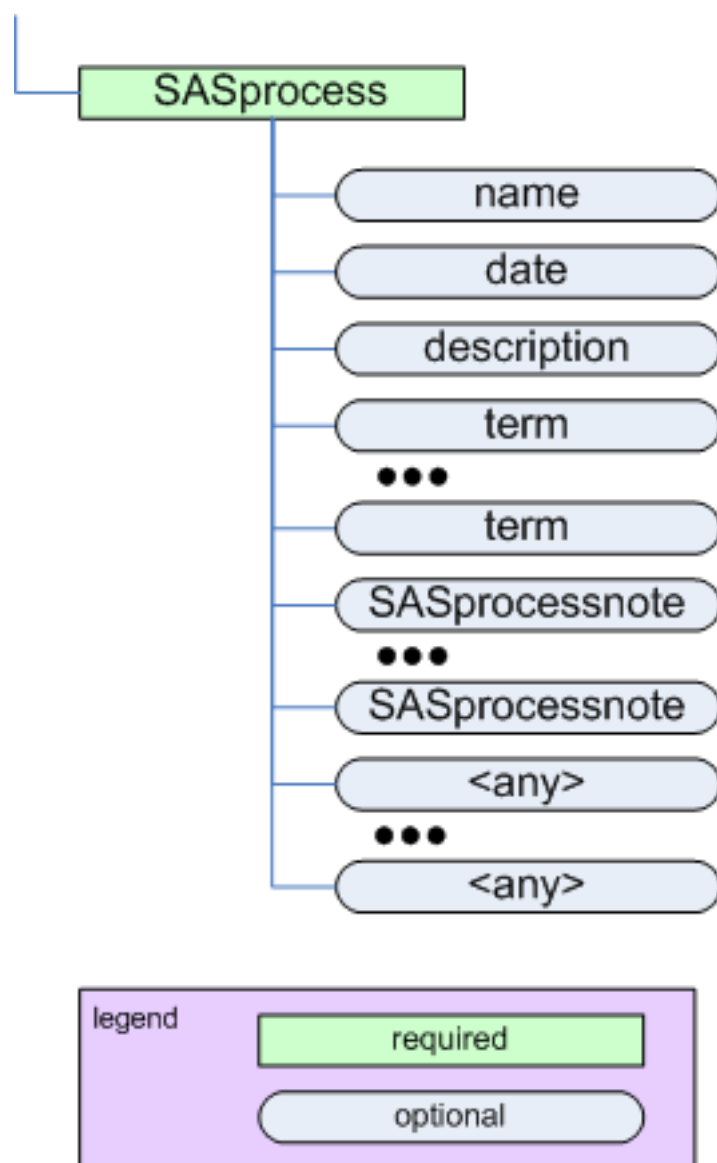 SASprocess
name
date
description
term
●●●
term
SASprocessnote
●●●
SASprocessnote
<any>
●●●
<any>
legend
required
optional